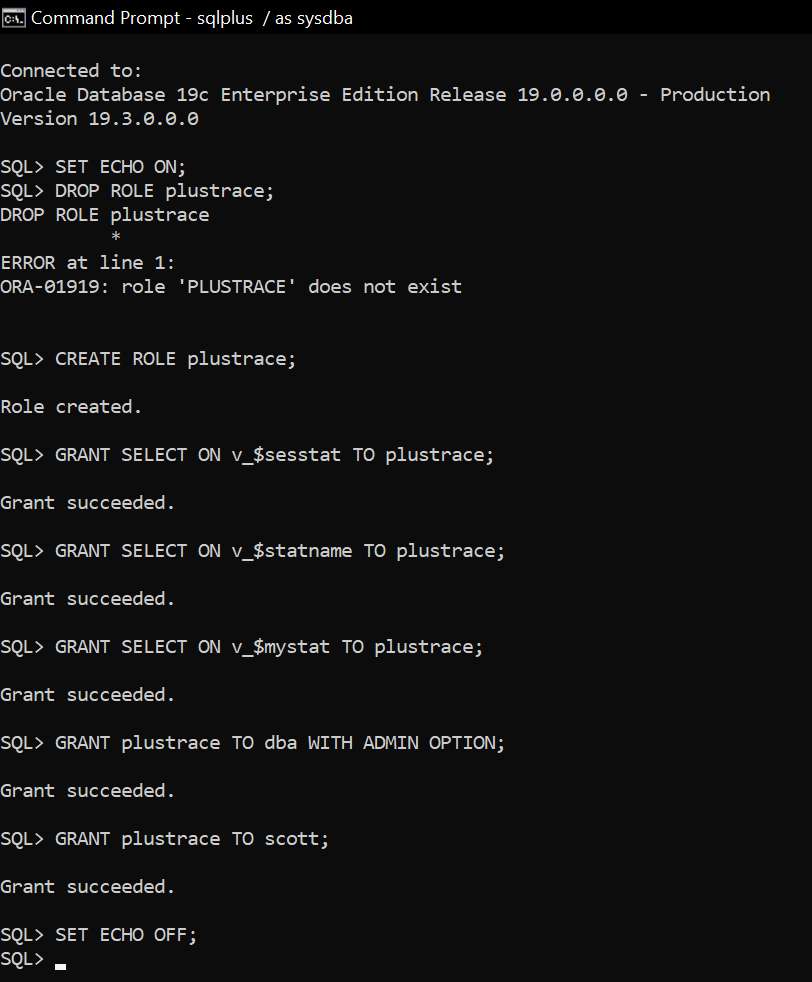 Command Prompt - sqlplus  / as sysdba
Connected to:
Oracle Database 19c Enterprise Edition Release 19.0.0.0.0 - Production
Version 19.3.0.0.0
SQL> SET ECHO ON;
SQL> DROP ROLE plustrace;
DROP ROLE plustrace
          *
ERROR at line 1:
ORA-01919: role 'PLUSTRACE' does not exist
SQL> CREATE ROLE plustrace;
Role created.
SQL> GRANT SELECT ON v_$sesstat TO plustrace;
Grant succeeded.
SQL> GRANT SELECT ON v_$statname TO plustrace;
Grant succeeded.
SQL> GRANT SELECT ON v_$mystat TO plustrace;
Grant succeeded.
SQL> GRANT plustrace TO dba WITH ADMIN OPTION;
Grant succeeded.
SQL> GRANT plustrace TO scott;
Grant succeeded.
SQL> SET ECHO OFF;
SQL>